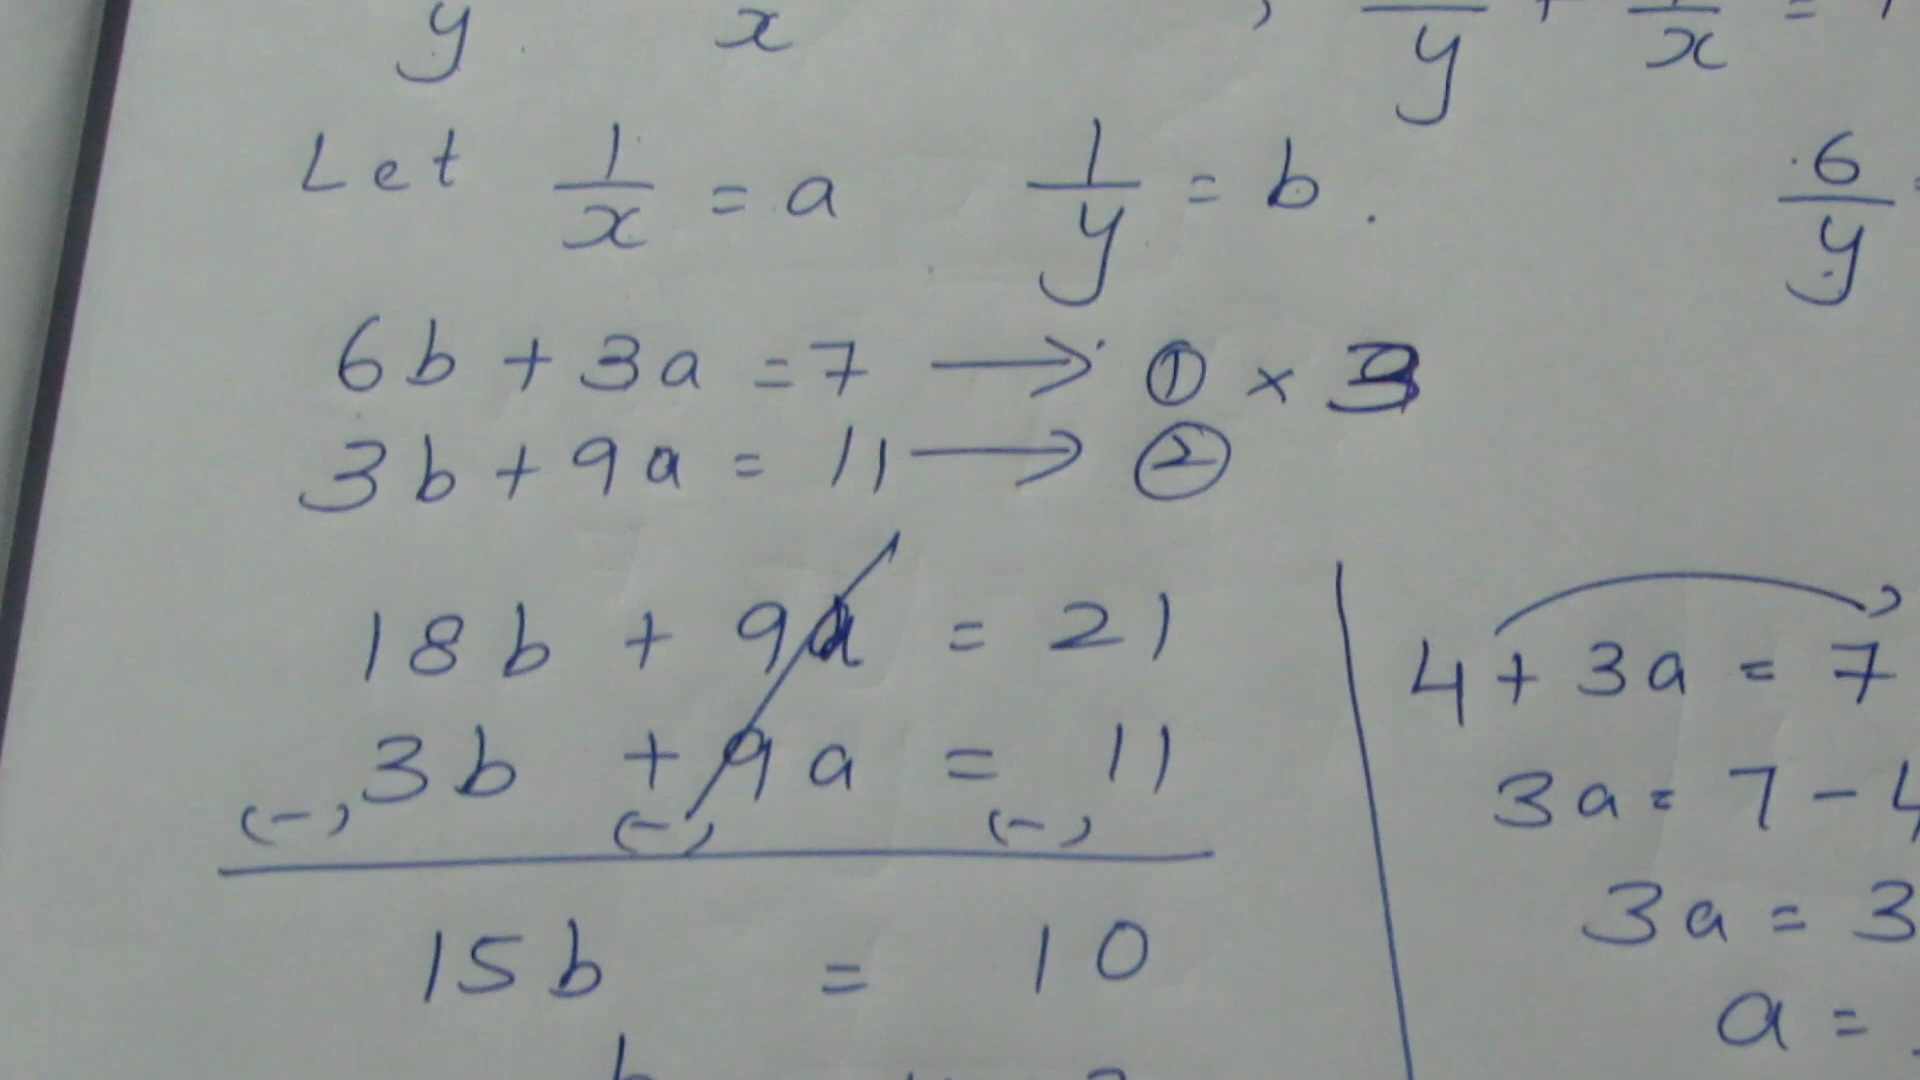 y x , y + x =
Let 1/x = a 1/y = b . 6/y =
6b + 3a = 7 → ① × 3
3b + 9a = 11 → ②
18b + 9a = 21
3b + 9a = 11
(-) (-) (-)
15b = 10
b
4 + 3a = 7
3a = 7 - 4
3a = 3
a =